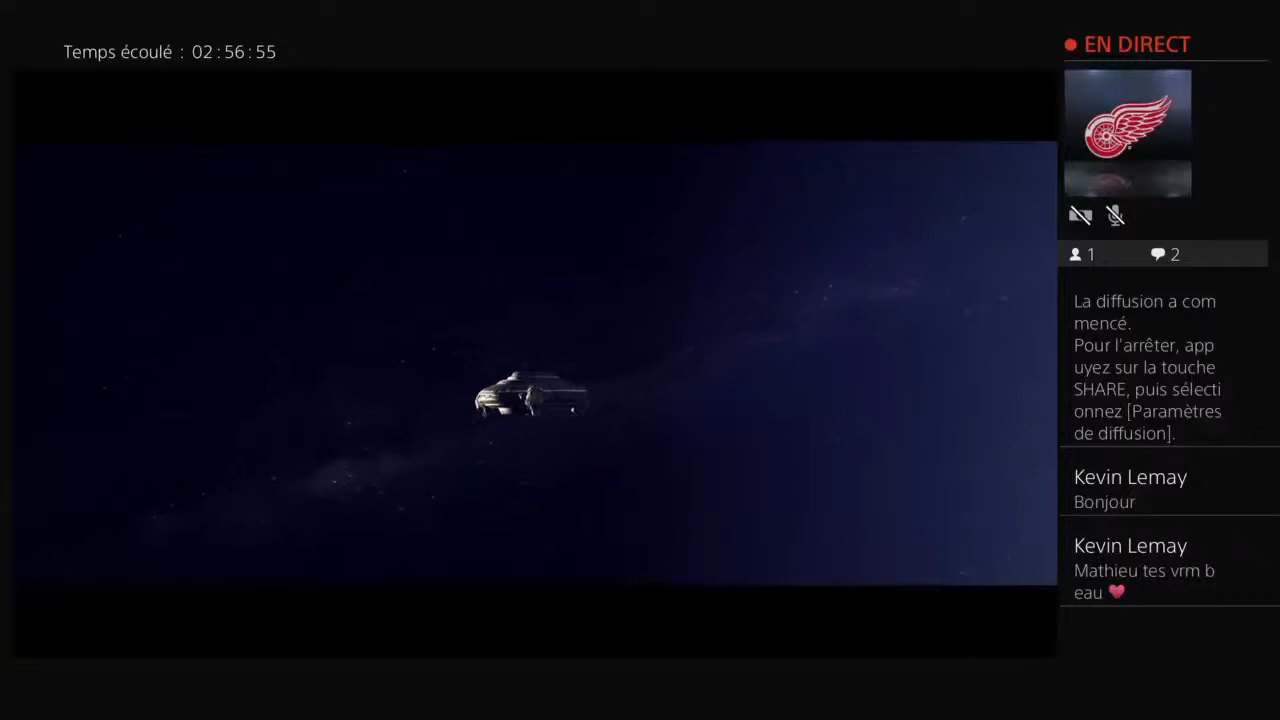 Temps écoulé : 02:56:55
EN DIRECT
1
2
La diffusion a com
mencé.
Pour l'arrêter, app
uyez sur la touche
SHARE, puis sélecti
onnez [Paramètres
de diffusion].
Kevin Lemay
Bonjour
Kevin Lemay
Mathieu tes vrm b
eau ♥